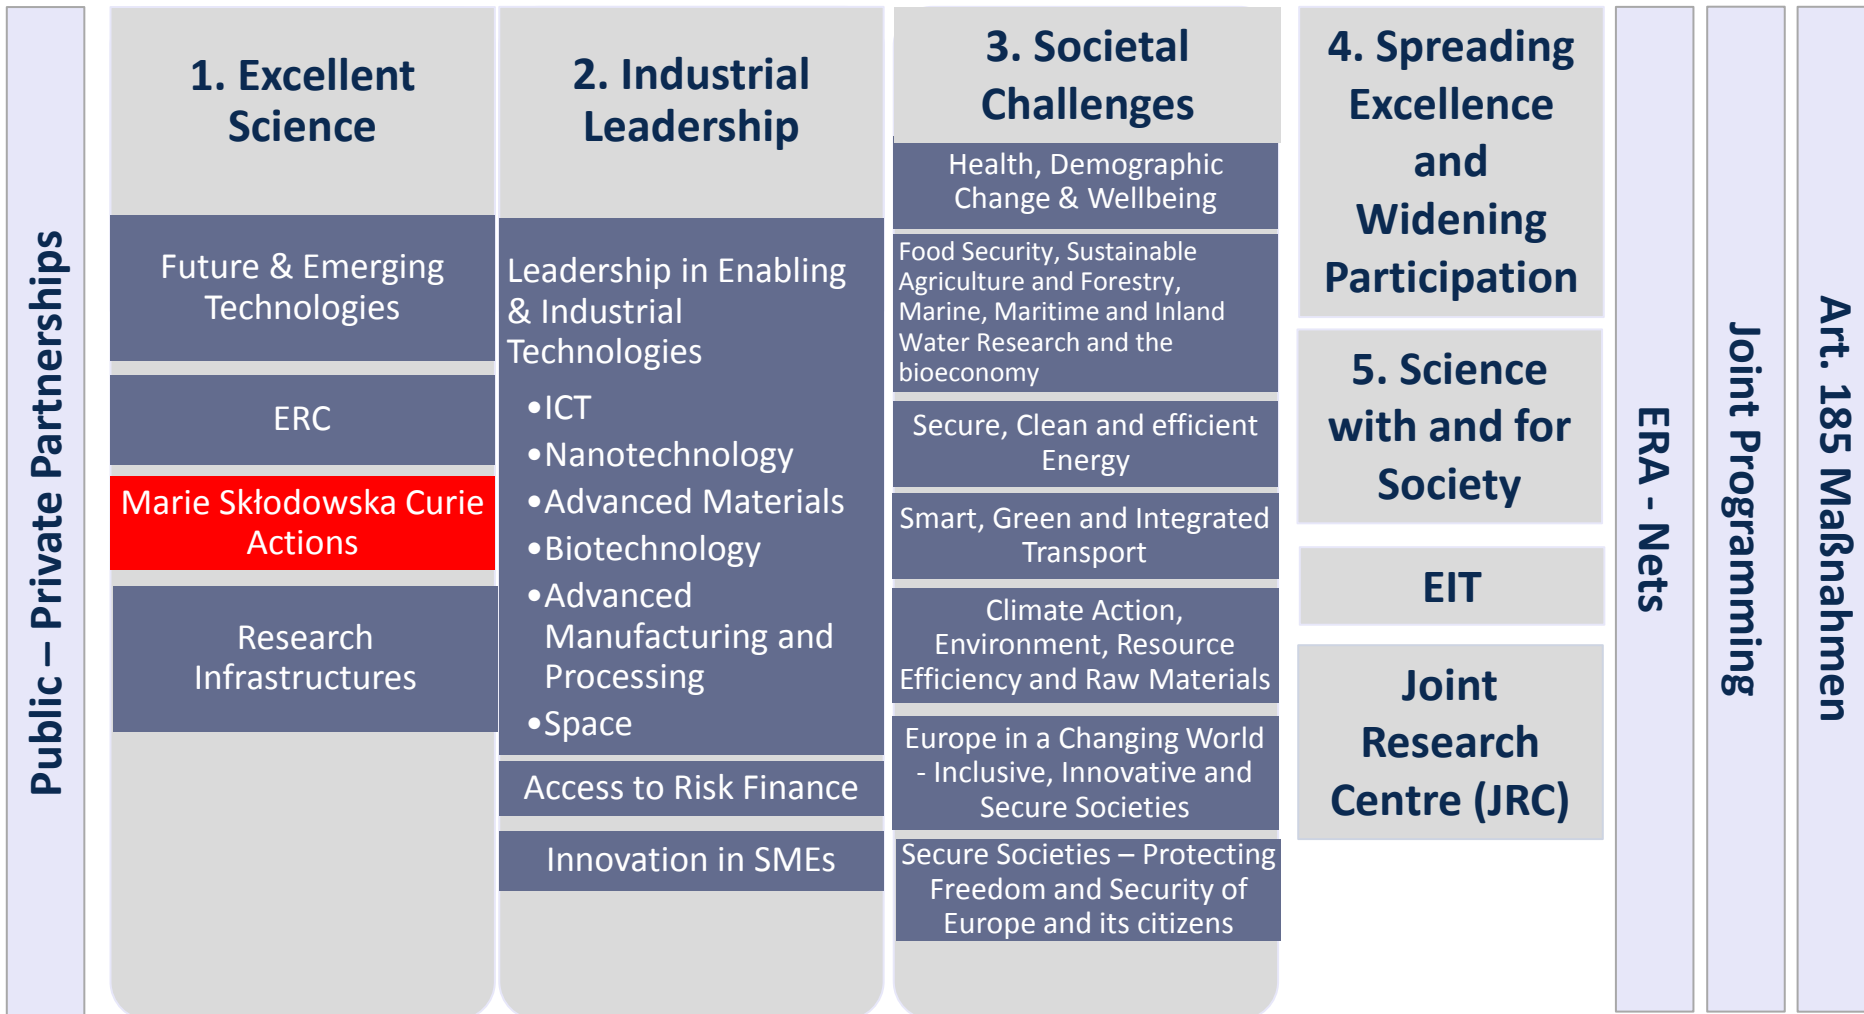 Public – Private Partnerships
1. Excellent
Science
Future & Emerging
Technologies
ERC
Marie Skłodowska Curie
Actions
Research
Infrastructures
2. Industrial
Leadership
Leadership in Enabling
& Industrial
Technologies
•ICT
•Nanotechnology
•Advanced Materials
•Biotechnology
•Advanced
Manufacturing and
Processing
•Space
Access to Risk Finance
Innovation in SMEs
3. Societal
Challenges
Health, Demographic
Change & Wellbeing
Food Security, Sustainable
Agriculture and Forestry,
Marine, Maritime and Inland
Water Research and the
bioeconomy
Secure, Clean and efficient
Energy
Smart, Green and Integrated
Transport
Climate Action,
Environment, Resource
Efficiency and Raw Materials
Europe in a Changing World
- Inclusive, Innovative and
Secure Societies
Secure Societies – Protecting
Freedom and Security of
Europe and its citizens
4. Spreading
Excellence
and
Widening
Participation
5. Science
with and for
Society
EIT
Joint
Research
Centre (JRC)
ERA - Nets
Joint Programming
Art. 185 Maßnahmen